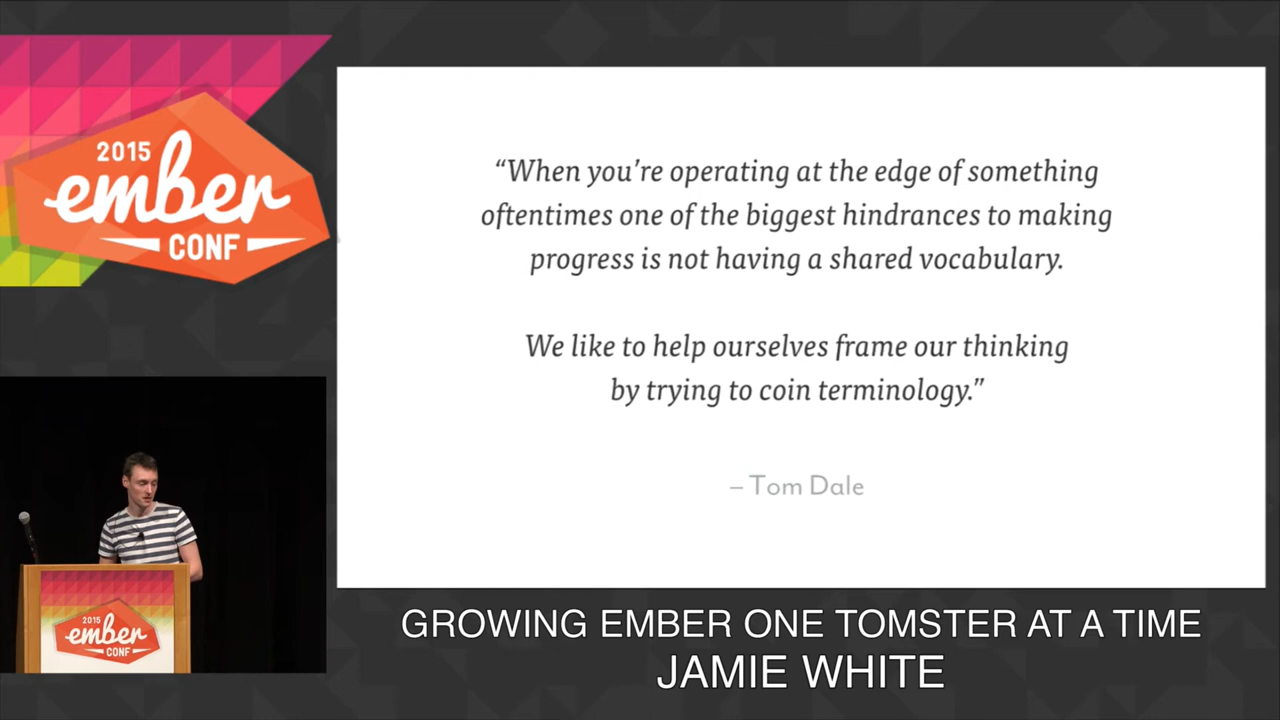 2015
ember
CONF
“When you're operating at the edge of something
oftentimes one of the biggest hindrances to making
progress is not having a shared vocabulary.
We like to help ourselves frame our thinking
by trying to coin terminology.”
– Tom Dale
2015
ember
CONF
GROWING EMBER ONE TOMSTER AT A TIME
JAMIE WHITE